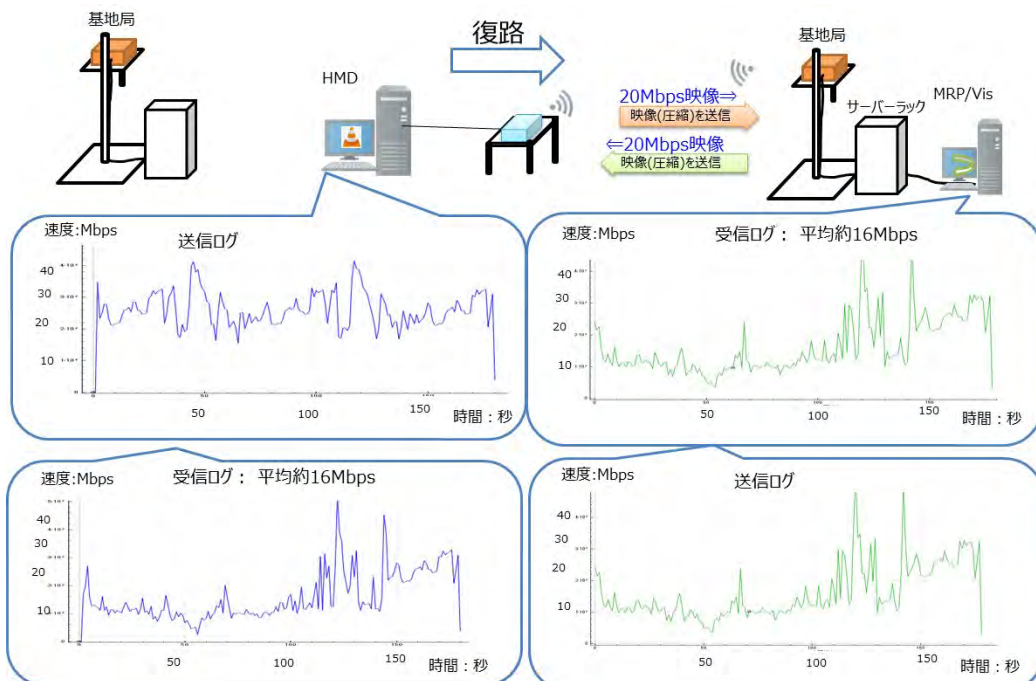 基地局
復路
基地局
HMD
MRP/Vis
サーバーラック
20Mbps映像⇒
映像(圧縮)を送信
⇐20Mbps映像
映像(圧縮)を送信
速度:Mbps
送信ログ
40
30
20
10
50
100
150
時間：秒
速度:Mbps
受信ログ： 平均約16Mbps
40
30
20
10
50
100
150
時間：秒
速度:Mbps
受信ログ： 平均約16Mbps
40
30
20
10
50
100
150
時間：秒
速度:Mbps
送信ログ
40
30
20
10
50
100
150
時間：秒